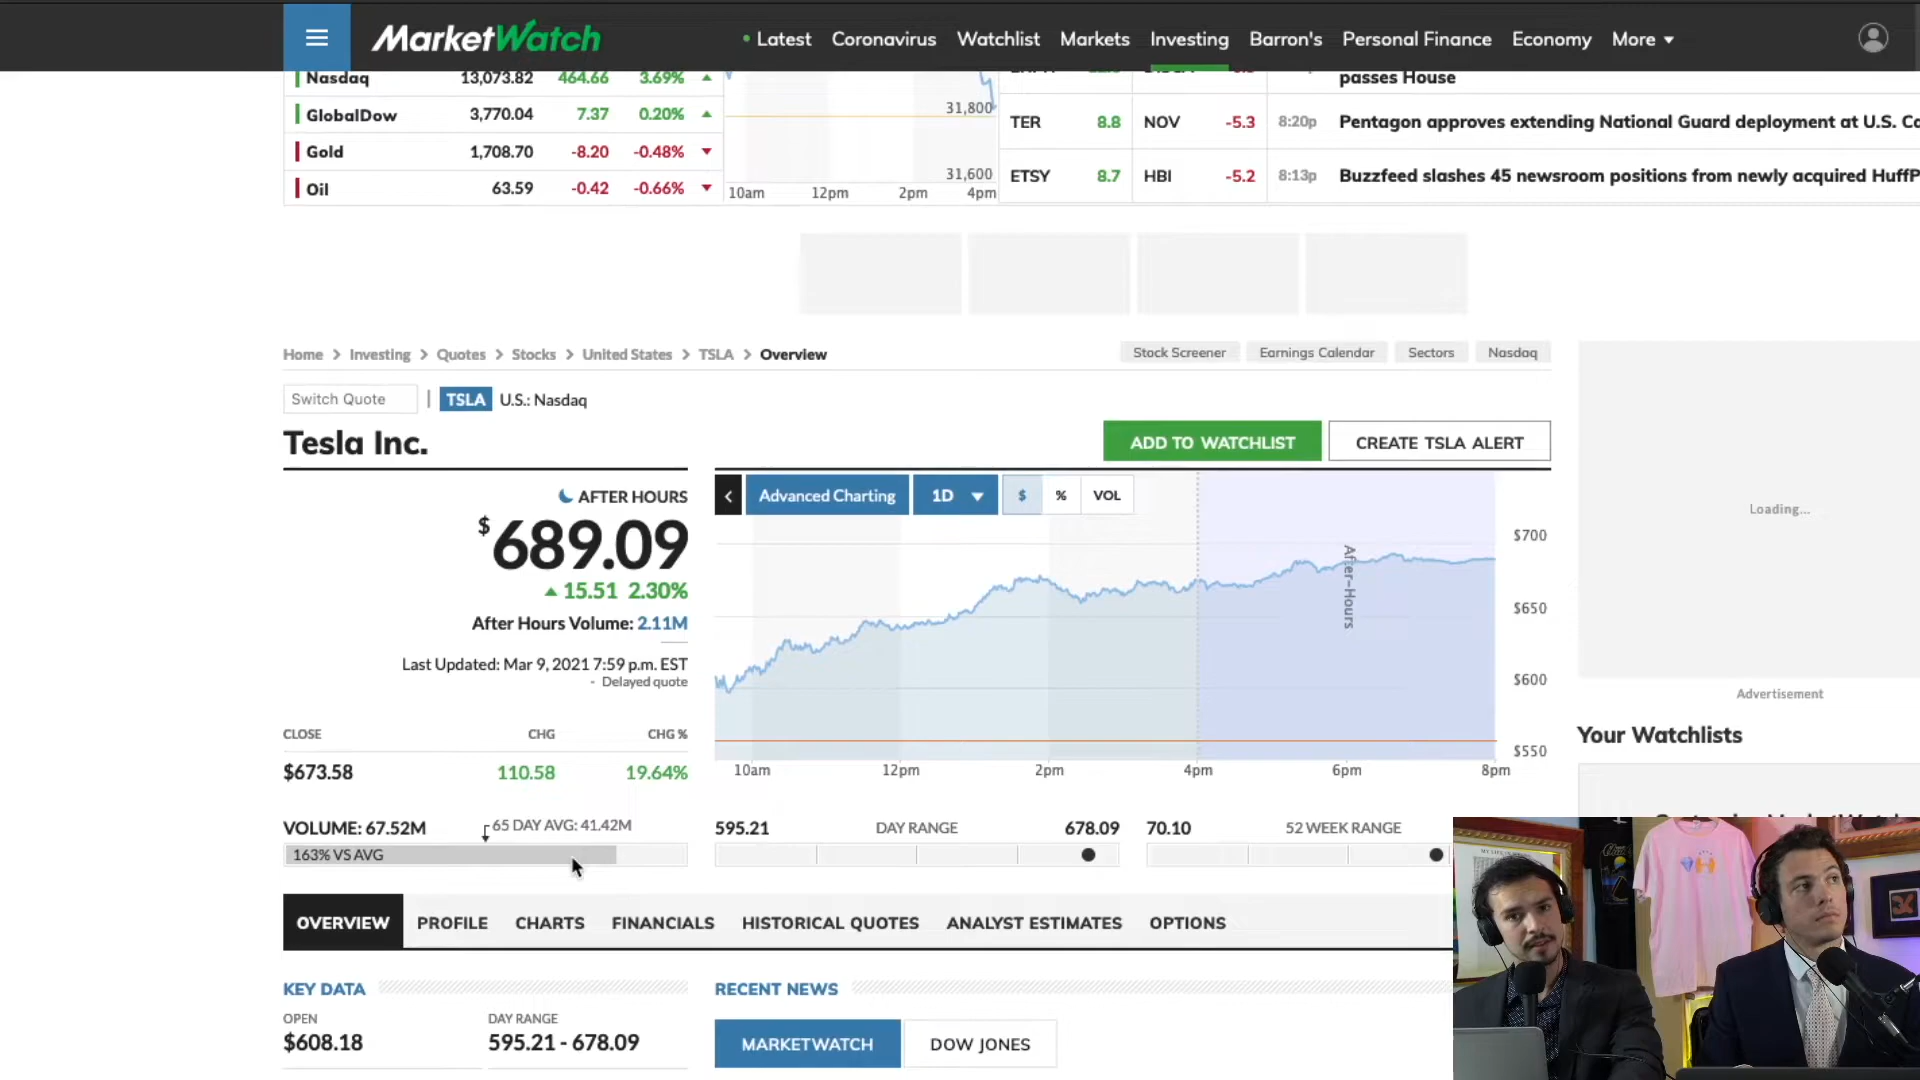 MarketWatch
Latest Coronavirus Watchlist Markets Investing Barron's Personal Finance Economy More
Nasdaq 13,073.82 464.66 3.69%
GlobalDow 3,770.04 7.37 0.20%
Gold 1,708.70 -8.20 -0.48%
Oil 63.59 -0.42 -0.66%
31,800
31,600
10am 12pm 2pm 4pm
TER 8.8 NOV -5.3
ETSY 8.7 HBI -5.2
passes House
8:20p Pentagon approves extending National Guard deployment at U.S. Ca
8:13p Buzzfeed slashes 45 newsroom positions from newly acquired HuffP
Home > Investing > Quotes > Stocks > United States > TSLA > Overview
Stock Screener Earnings Calendar Sectors Nasdaq
Switch Quote | TSLA U.S.: Nasdaq
Tesla Inc.
ADD TO WATCHLIST CREATE TSLA ALERT
AFTER HOURS
$689.09
15.51 2.30%
After Hours Volume: 2.11M
Last Updated: Mar 9, 2021 7:59 p.m. EST
- Delayed quote
Advanced Charting 1D $ % VOL
After-Hours
$700
$650
$600
$550
10am 12pm 2pm 4pm 6pm 8pm
Loading...
Advertisement
Your Watchlists
CLOSE CHG CHG %
$673.58 110.58 19.64%
VOLUME: 67.52M 65 DAY AVG: 41.42M
163% VS AVG
595.21 DAY RANGE 678.09
70.10 52 WEEK RANGE
OVERVIEW PROFILE CHARTS FINANCIALS HISTORICAL QUOTES ANALYST ESTIMATES OPTIONS
KEY DATA
OPEN DAY RANGE
$608.18 595.21 - 678.09
RECENT NEWS
MARKETWATCH DOW JONES